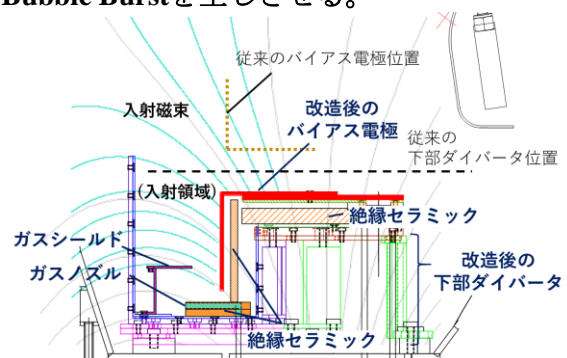 Bubble Burstを生じさせる。
従来のバイアス電極位置
入射磁束
改造後の
バイアス電極
従来の
下部ダイバータ位置
(入射領域)
絶縁セラミック
ガスシールド
ガスノズル
改造後の
下部ダイバータ
絶縁セラミック